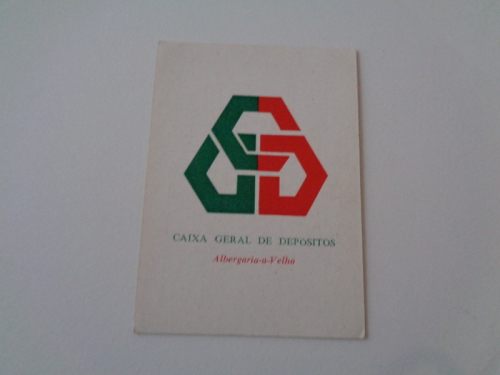 CAIXA GERAL DE DEPOSITOS
Albergaria-a-Velha